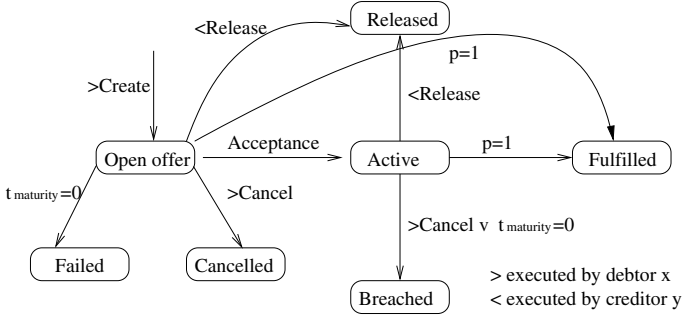 Released
<Release
p=1
>Create
<Release
Acceptance
p=1
Open offer
Active
Fulfilled
t maturity=0
>Cancel
>Cancel v t maturity=0
Failed
Cancelled
> executed by debtor x
Breached
< executed by creditor y